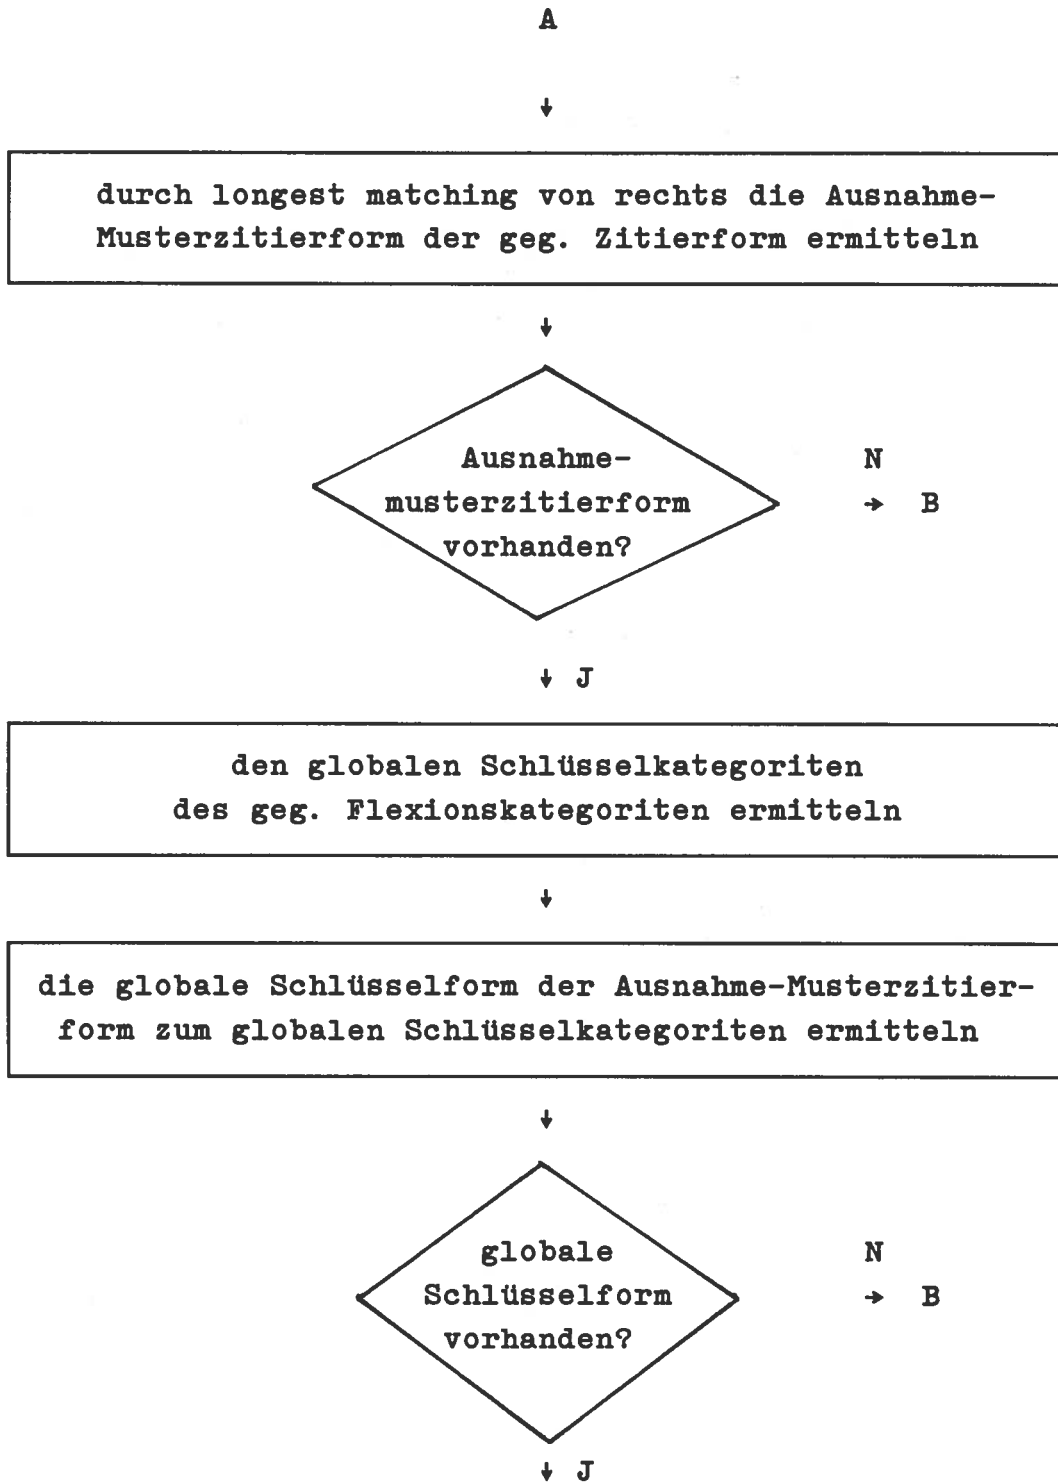 A
↓
durch longest matching von rechts die Ausnahme-
Musterzitierform der geg. Zitierform ermitteln
↓
Ausnahme-
musterzitierform
vorhanden?
N
→ B
↓ J
den globalen Schlüsselkategoriten
des geg. Flexionskategoriten ermitteln
↓
die globale Schlüsselform der Ausnahme-Musterzitier-
form zum globalen Schlüsselkategoriten ermitteln
↓
globale
Schlüsselform
vorhanden?
N
→ B
↓ J